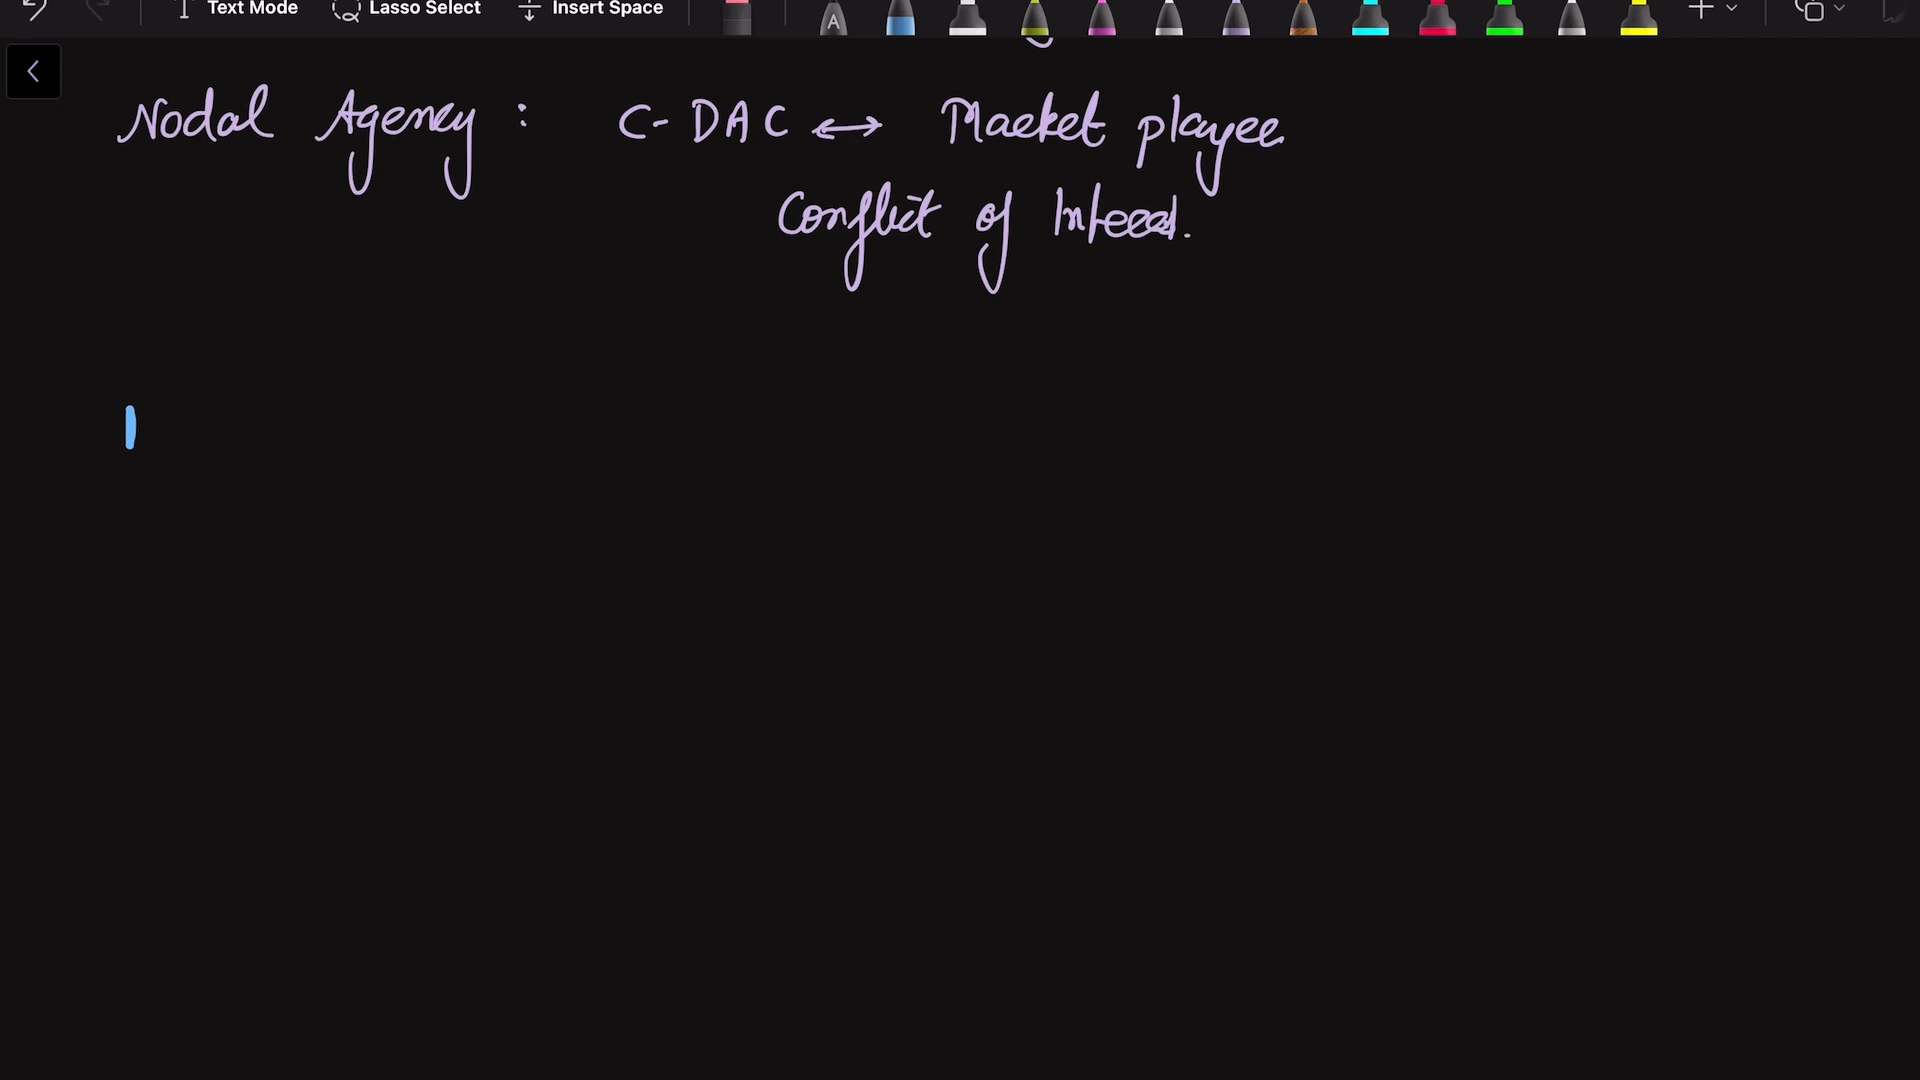 Text Mode Lasso Select Insert Space A
Nodal Agency : C-DAC ↔ Market player
Conflict of Interest.